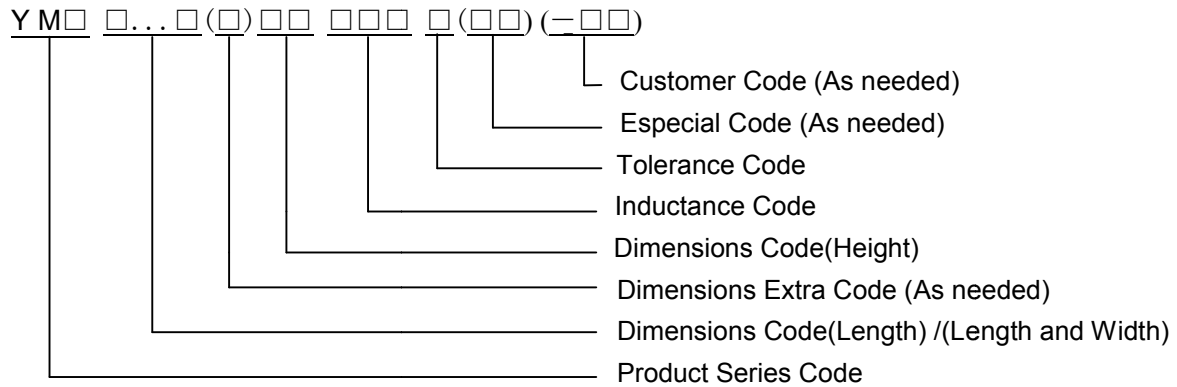 YM□ □...□(□)□□ □□□ □(□□)(-□□)
Customer Code (As needed)
Especial Code (As needed)
Tolerance Code
Inductance Code
Dimensions Code(Height)
Dimensions Extra Code (As needed)
Dimensions Code(Length) /(Length and Width)
Product Series Code